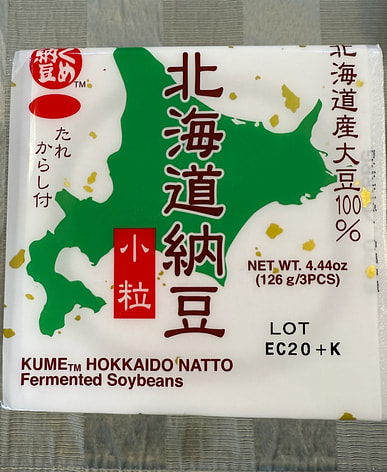 くめ
納豆
TM
たれ
からし付
北海道納豆
小粒
北海道産大豆100%
NET WT. 4.44oz
(126 g/3PCS)
LOT
EC20+K
KUME™ HOKKAIDO NATTO
Fermented Soybeans